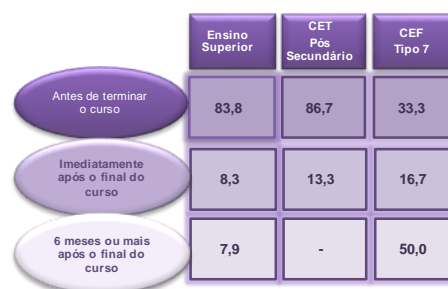 Ensino
Superior
CET
Pós
Secundário
CEF
Tipo 7
Antes de terminar
o curso
83,8
86,7
33,3
Imediatamente
após o final do
curso
8,3
13,3
16,7
6 meses ou mais
após o final do
curso
7,9
-
50,0